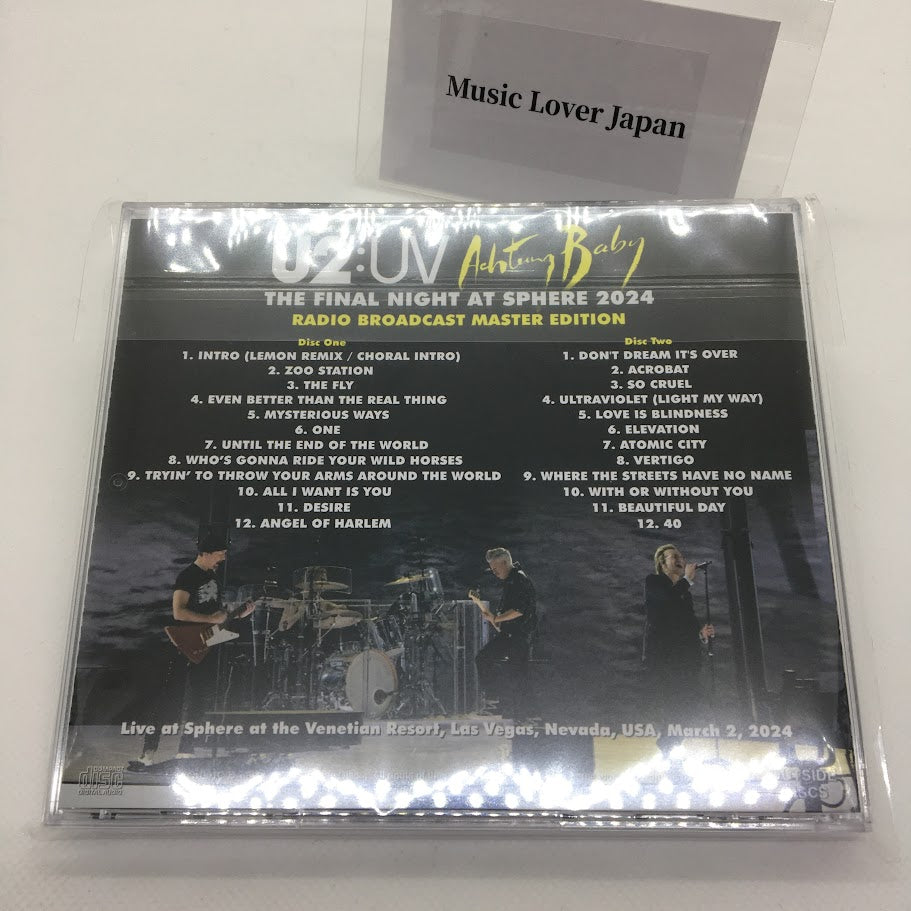 Music Lover Japan
U2:UV Achtung Baby
THE FINAL NIGHT AT SPHERE 2024
RADIO BROADCAST MASTER EDITION
Disc One
1. INTRO (LEMON REMIX / CHORAL INTRO)
2. ZOO STATION
3. THE FLY
4. EVEN BETTER THAN THE REAL THING
5. MYSTERIOUS WAYS
6. ONE
7. UNTIL THE END OF THE WORLD
8. WHO'S GONNA RIDE YOUR WILD HORSES
9. TRYIN' TO THROW YOUR ARMS AROUND THE WORLD
10. ALL I WANT IS YOU
11. DESIRE
12. ANGEL OF HARLEM
Disc Two
1. DON'T DREAM IT'S OVER
2. ACROBAT
3. SO CRUEL
4. ULTRAVIOLET (LIGHT MY WAY)
5. LOVE IS BLINDNESS
6. ELEVATION
7. ATOMIC CITY
8. VERTIGO
9. WHERE THE STREETS HAVE NO NAME
10. WITH OR WITHOUT YOU
11. BEAUTIFUL DAY
12. 40
Live at Sphere at the Venetian Resort, Las Vegas, Nevada, USA, March 2, 2024
COMPACT
disc
DIGITAL AUDIO